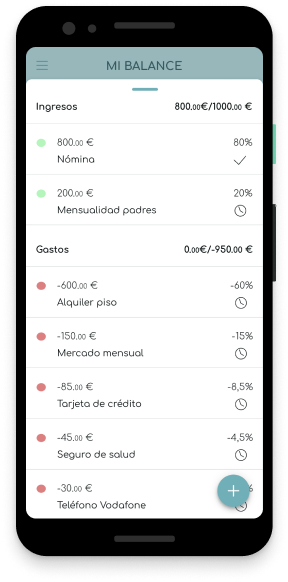 MI BALANCE
Ingresos 800.00€/1000.00 €
800.00 € 80%
Nómina
200.00 € 20%
Mensualidad padres
Gastos 0.00€/-950.00 €
-600.00 € -60%
Alquiler piso
-150.00 € -15%
Mercado mensual
-85.00 € -8,5%
Tarjeta de crédito
-45.00 € -4,5%
Seguro de salud
-30.00 €
Teléfono Vodafone